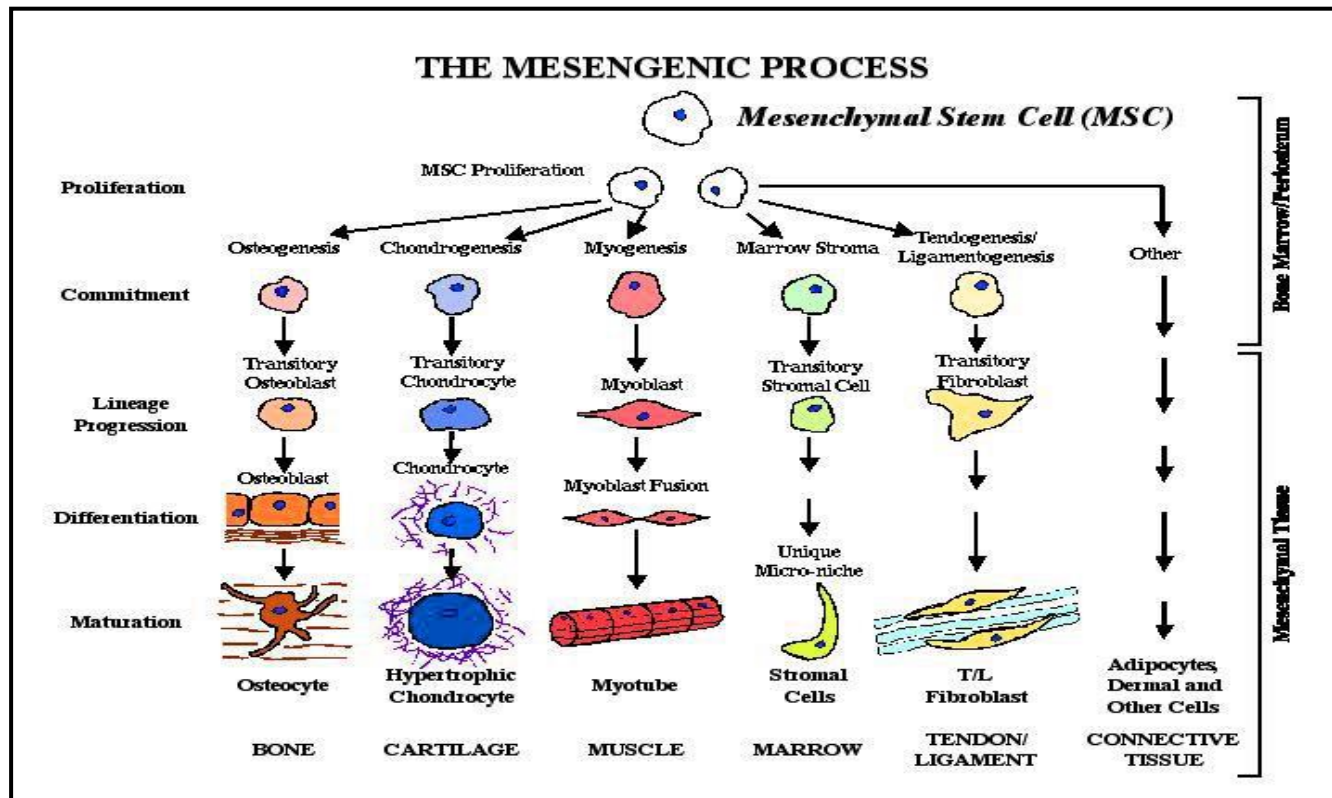 THE MESENGENIC PROCESS
Mesenchymal Stem Cell (MSC)
MSC Proliferation
Proliferation
Osteogenesis
Chondrogenesis
Myogenesis
Marrow Stroma
Tendogenesis/
Ligamentogenesis
Other
Commitment
Transitory
Osteoblast
Transitory
Chondrocyte
Myoblast
Transitory
Stromal Cell
Transitory
Fibroblast
Lineage
Progression
Osteoblast
Chondrocyte
Myoblast Fusion
Differentiation
Unique
Micro-niche
Maturation
Osteocyte
Hypertrophic
Chondrocyte
Myotube
Stromal
Cells
T/L
Fibroblast
Adipocytes,
Dermal and
Other Cells
BONE
CARTILAGE
MUSCLE
MARROW
TENDON/
LIGAMENT
CONNECTIVE
TISSUE
Bone Marrow/Periosteum
Mesenchymal Tissue